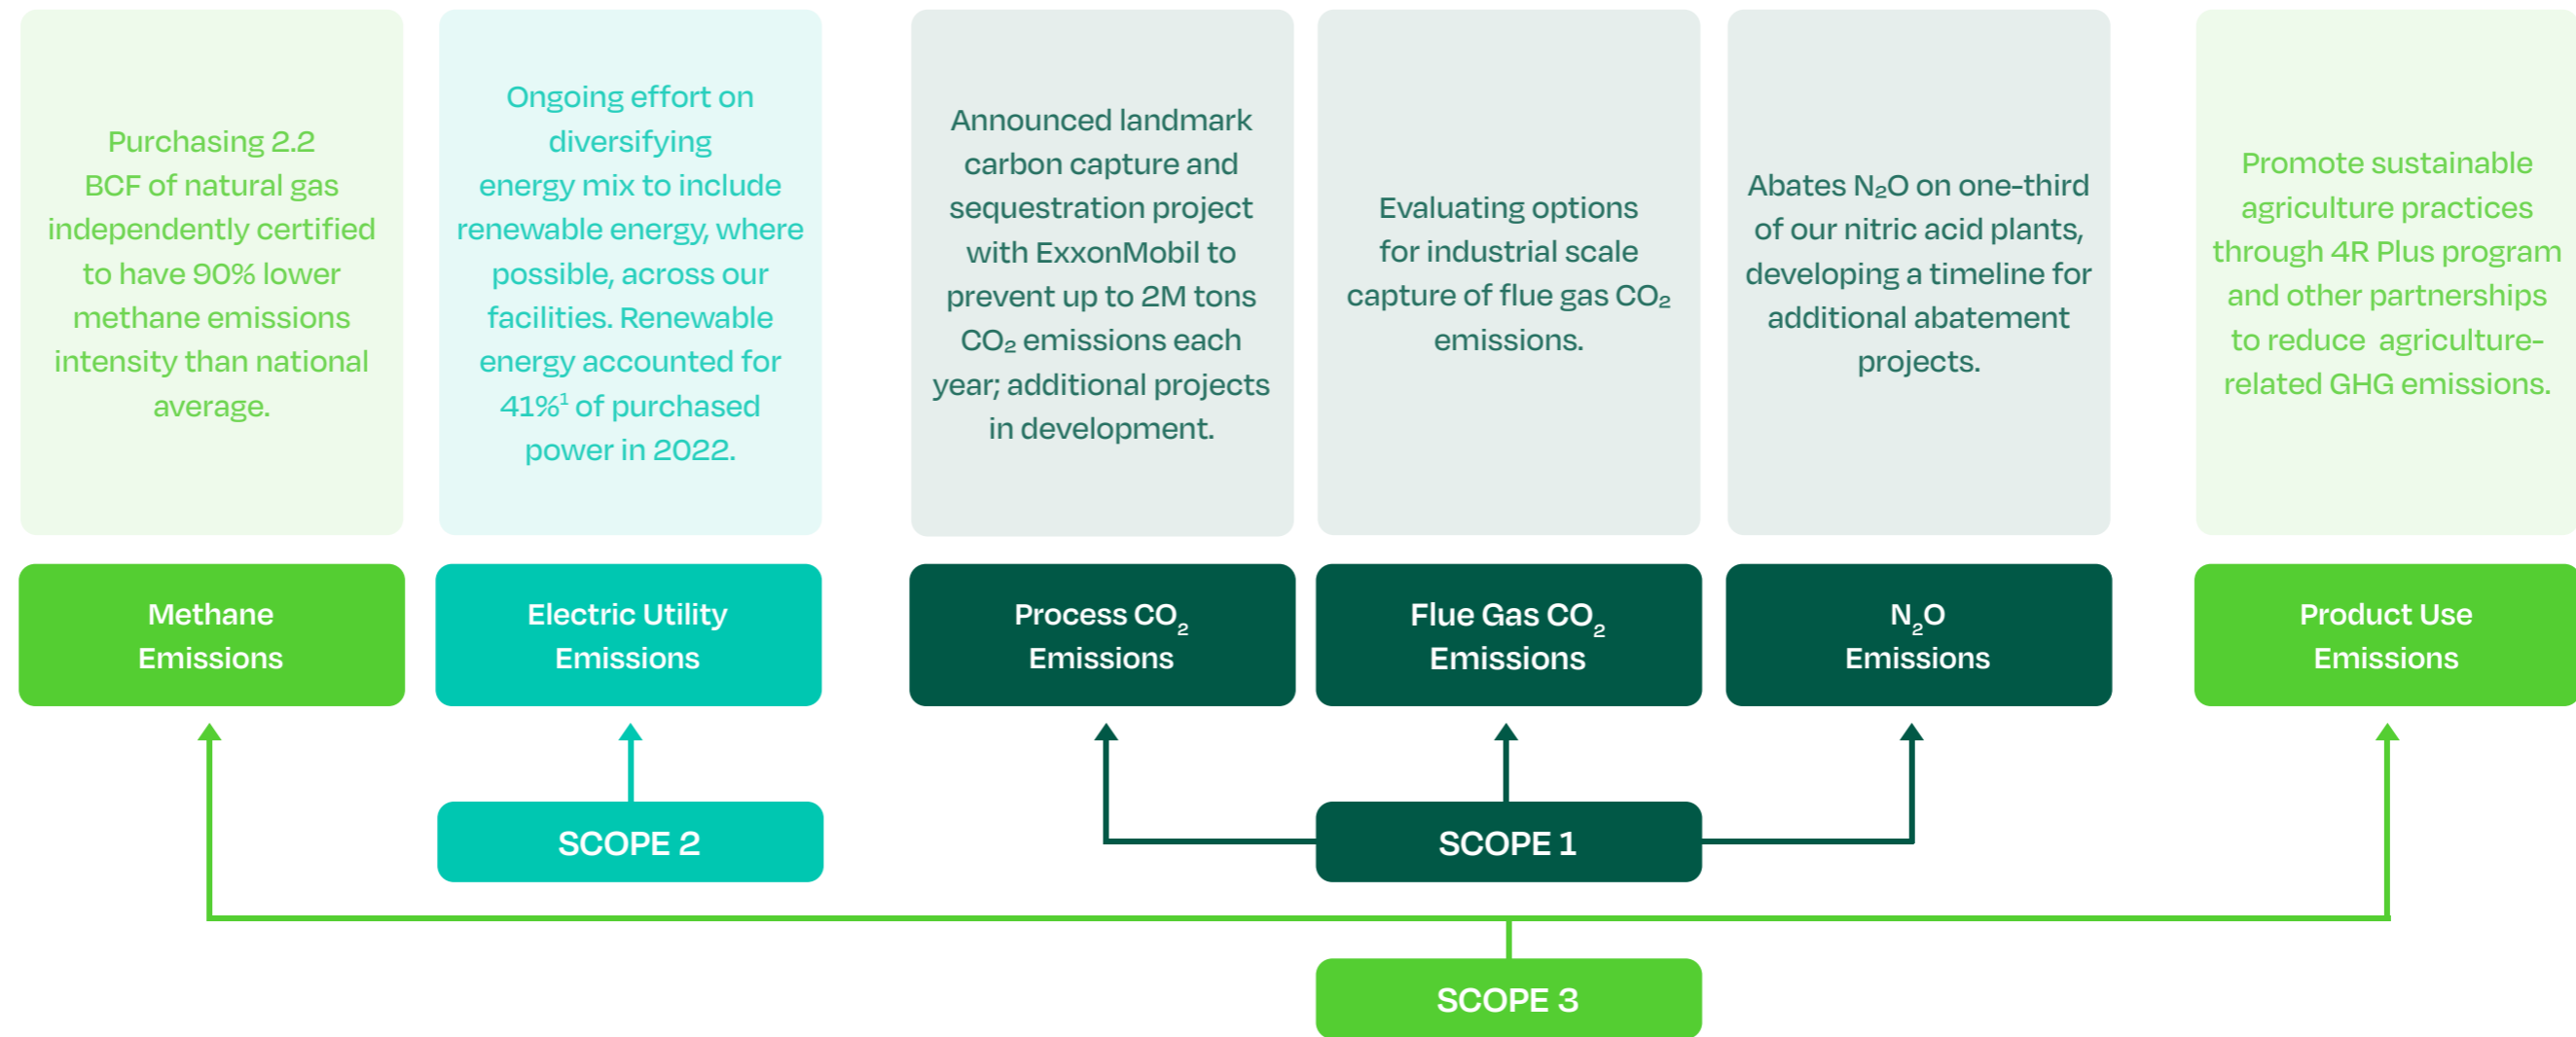 Purchasing 2.2
BCF of natural gas
independently certified
to have 90% lower
methane emissions
intensity than national
average.
Ongoing effort on
diversifying
energy mix to include
renewable energy, where
possible, across our
facilities. Renewable
energy accounted for
41%¹ of purchased
power in 2022.
Announced landmark
carbon capture and
sequestration project
with ExxonMobil to
prevent up to 2M tons
CO₂ emissions each
year; additional projects
in development.
Evaluating options
for industrial scale
capture of flue gas CO₂
emissions.
Abates N₂O on one-third
of our nitric acid plants,
developing a timeline for
additional abatement
projects.
Promote sustainable
agriculture practices
through 4R Plus program
and other partnerships
to reduce agriculture-
related GHG emissions.
Methane
Emissions
Electric Utility
Emissions
Process CO₂
Emissions
Flue Gas CO₂
Emissions
N₂O
Emissions
Product Use
Emissions
SCOPE 2
SCOPE 1
SCOPE 3